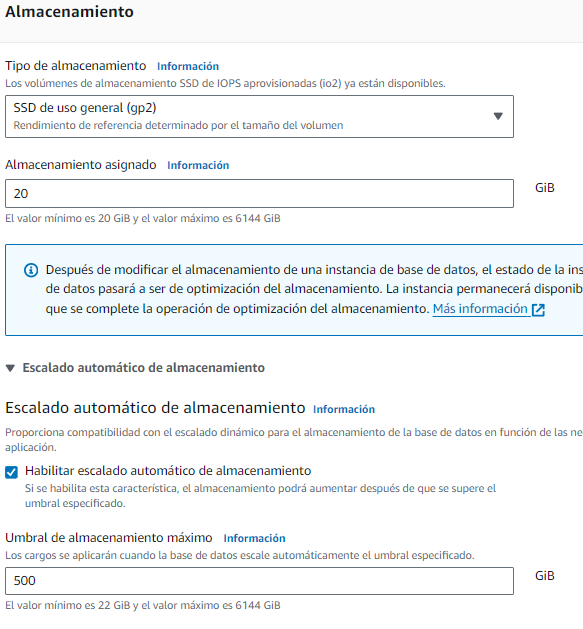 Almacenamiento
Tipo de almacenamiento Información
Los volúmenes de almacenamiento SSD de IOPS aprovisionadas (io2) ya están disponibles.
SSD de uso general (gp2)
Rendimiento de referencia determinado por el tamaño del volumen
Almacenamiento asignado Información
20 GiB
El valor mínimo es 20 GiB y el valor máximo es 6144 GiB
Después de modificar el almacenamiento de una instancia de base de datos, el estado de la
de datos pasará a ser de optimización del almacenamiento. La instancia permanecerá
que se complete la operación de optimización del almacenamiento. Más información
Escalado automático de almacenamiento
Escalado automático de almacenamiento Información
Proporciona compatibilidad con el escalado dinámico para el almacenamiento de la base de datos en función de las
aplicación.
Habilitar escalado automático de almacenamiento
Si se habilita esta característica, el almacenamiento podrá aumentar después de que se supere el
umbral especificado.
Umbral de almacenamiento máximo Información
Los cargos se aplicarán cuando la base de datos escale automáticamente el umbral especificado.
500 GiB
El valor mínimo es 22 GiB y el valor máximo es 6144 GiB